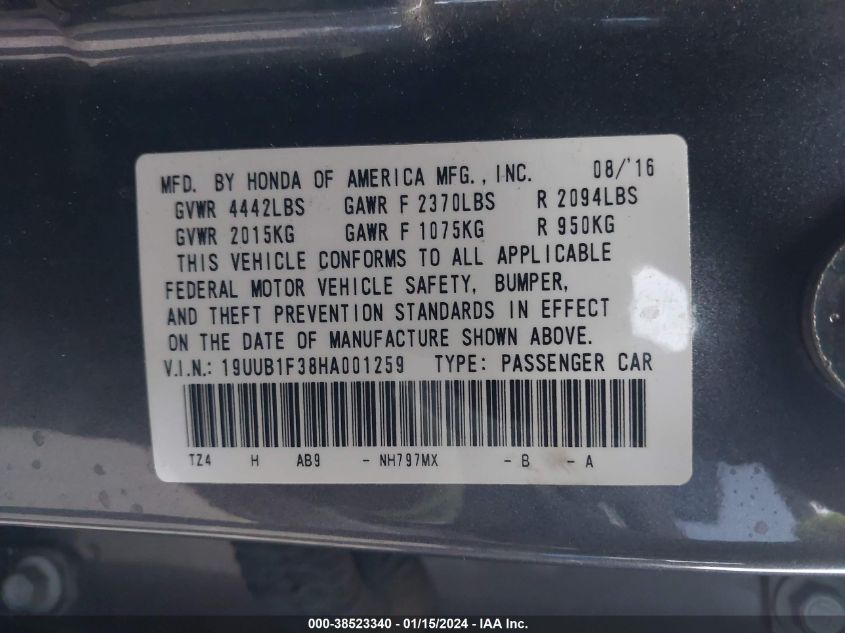 MFD. BY HONDA OF AMERICA MFG., INC. 08/'16
GVWR 4442LBS GAWR F 2370LBS R 2094LBS
GVWR 2015KG GAWR F 1075KG R 950KG
THIS VEHICLE CONFORMS TO ALL APPLICABLE
FEDERAL MOTOR VEHICLE SAFETY, BUMPER,
AND THEFT PREVENTION STANDARDS IN EFFECT
ON THE DATE OF MANUFACTURE SHOWN ABOVE.
V.I.N.: 19UUB1F38HA001259 TYPE: PASSENGER CAR
TZ4 H AB9 - NH797MX - B - A
000-38523340 - 01/15/2024 - IAA Inc.